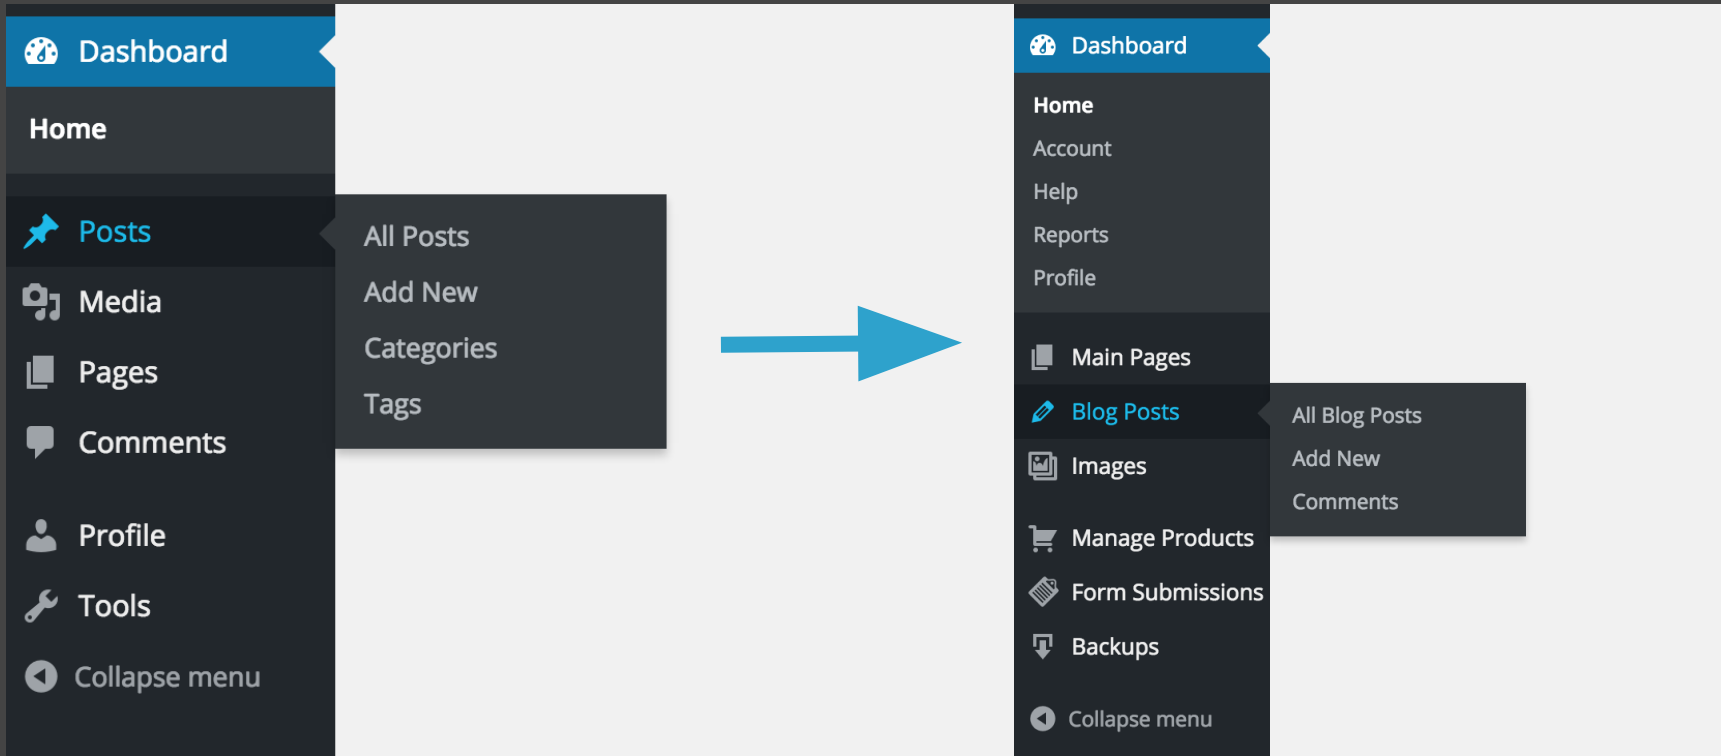 Dashboard
Home
Posts
All Posts
Add New
Categories
Tags
Media
Pages
Comments
Profile
Tools
Collapse menu
Dashboard
Home
Account
Help
Reports
Profile
Main Pages
Blog Posts
All Blog Posts
Add New
Comments
Images
Manage Products
Form Submissions
Backups
Collapse menu